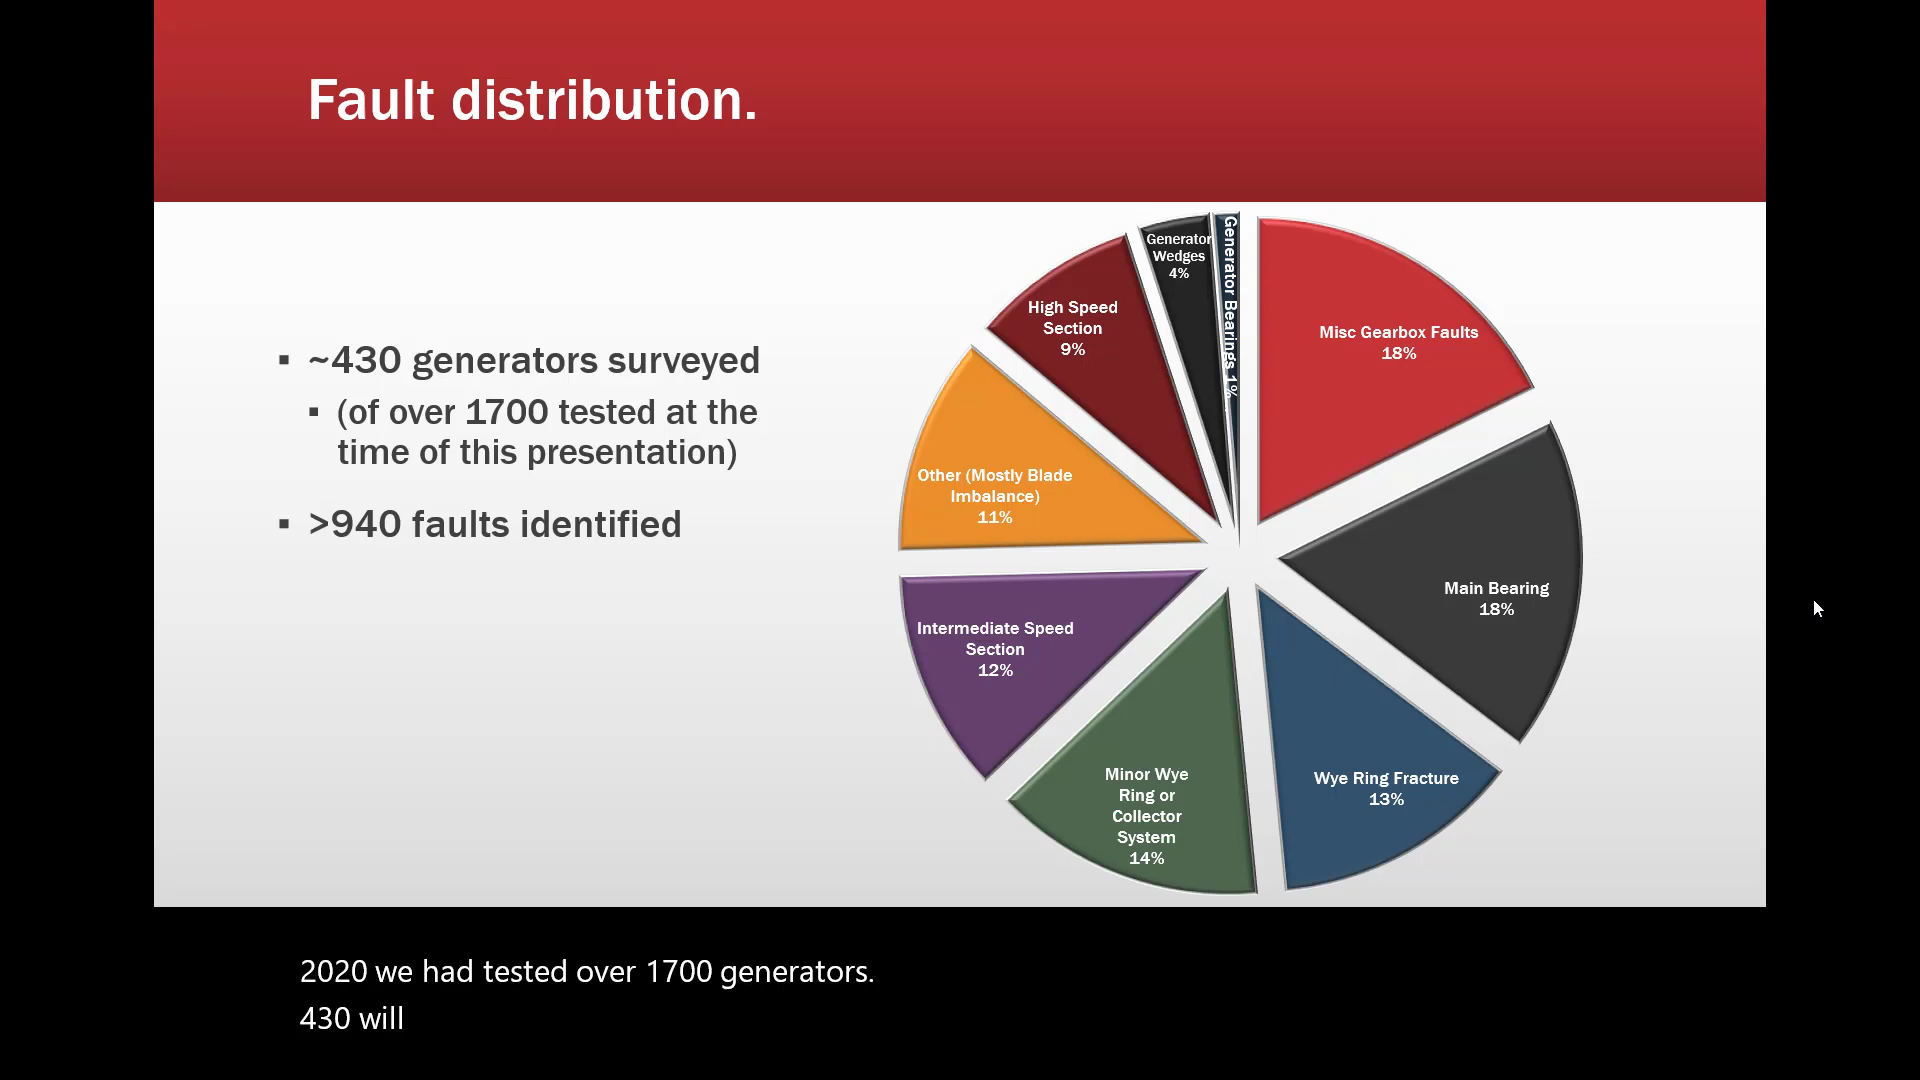 Fault distribution.
▪ ~430 generators surveyed
▪ (of over 1700 tested at the
time of this presentation)
▪ >940 faults identified
Misc Gearbox Faults
18%
Main Bearing
18%
Wye Ring Fracture
13%
Minor Wye
Ring or
Collector
System
14%
Intermediate Speed
Section
12%
Other (Mostly Blade
Imbalance)
11%
High Speed
Section
9%
Generator
Wedges
4%
Generator Bearings 1%
2020 we had tested over 1700 generators.
430 will